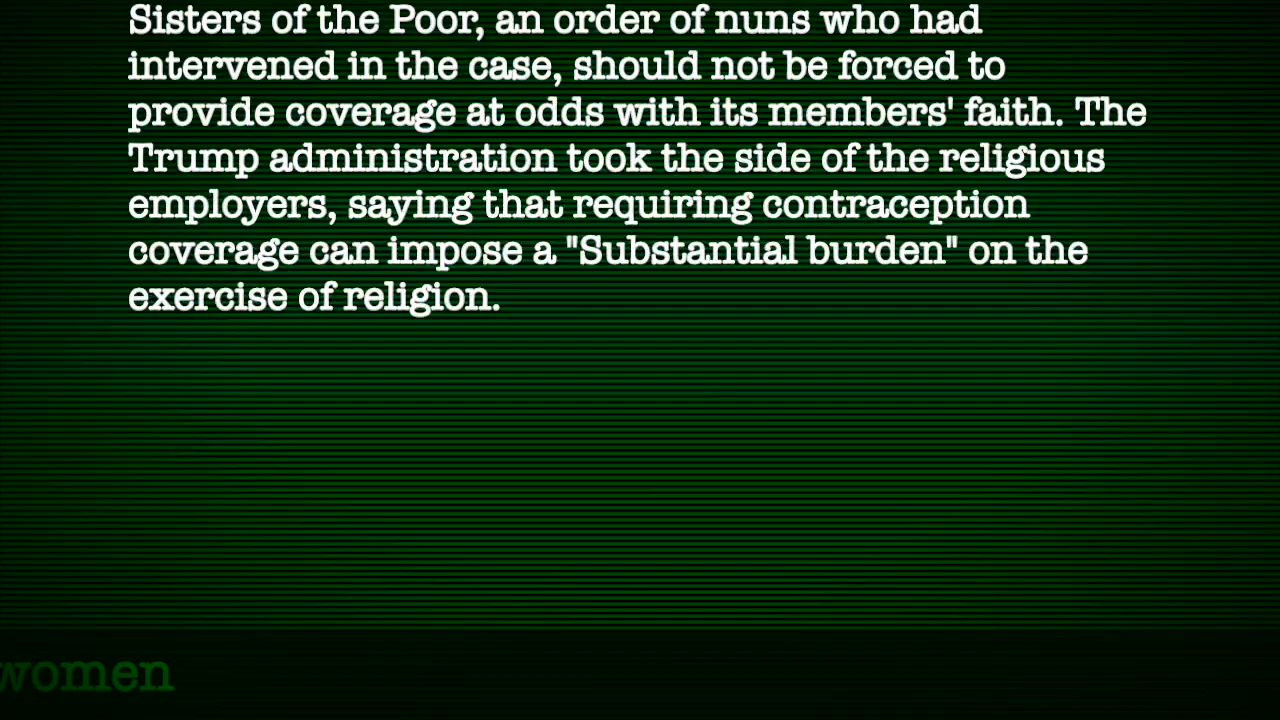 Sisters of the Poor, an order of nuns who had
intervened in the case, should not be forced to
provide coverage at odds with its members' faith. The
Trump administration took the side of the religious
employers, saying that requiring contraception
coverage can impose a "Substantial burden" on the
exercise of religion.
women